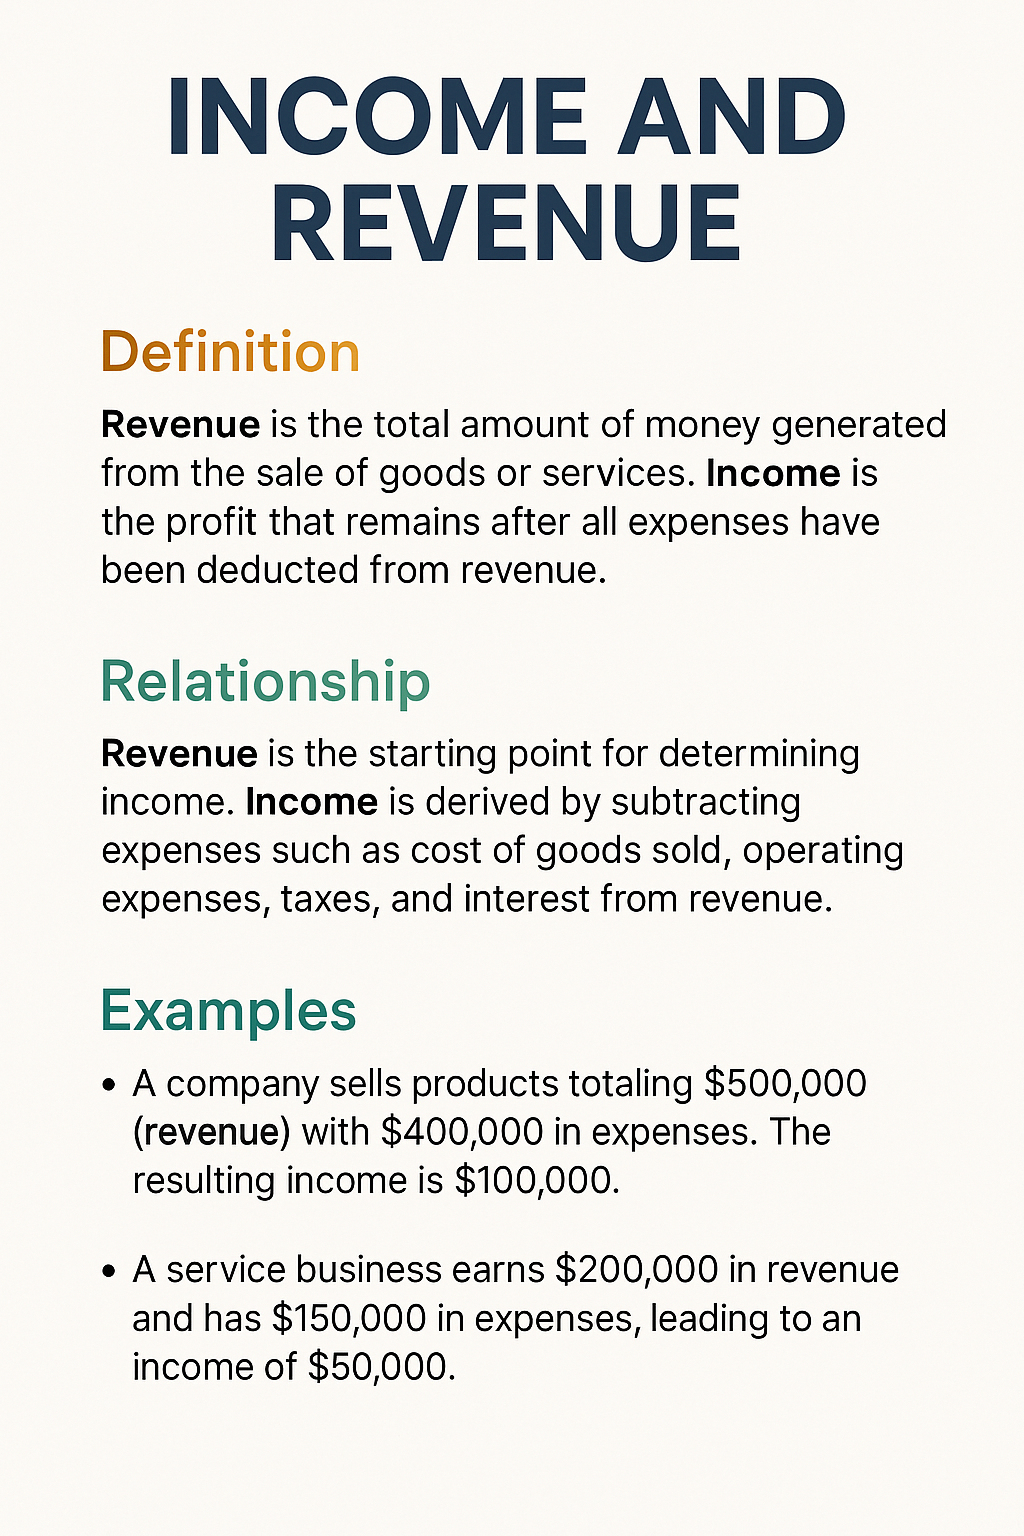 INCOME AND
REVENUE
Definition
Revenue is the total amount of money generated
from the sale of goods or services. Income is
the profit that remains after all expenses have
been deducted from revenue.
Relationship
Revenue is the starting point for determining
income. Income is derived by subtracting
expenses such as cost of goods sold, operating
expenses, taxes, and interest from revenue.
Examples
• A company sells products totaling $500,000
(revenue) with $400,000 in expenses. The
resulting income is $100,000.
• A service business earns $200,000 in revenue
and has $150,000 in expenses, leading to an
income of $50,000.